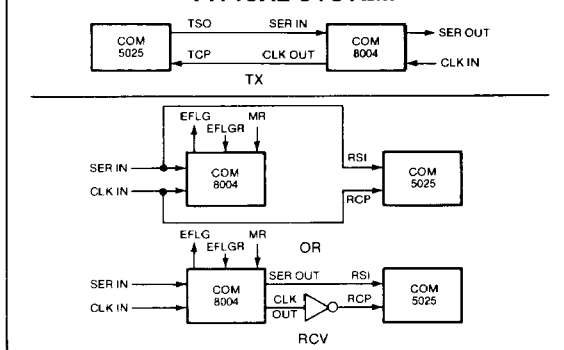 TSO SER IN
COM 5025
COM 8004
SER OUT
TCP CLK OUT
CLK IN
TX
EFLG
EFLGR
MR
SER IN
COM 8004
RSI
COM 5025
CLK IN
RCP
EFLG
MR
OR
EFLGR
SER IN
COM 8004
SER OUT
RSI
COM 5025
CLK IN
CLK OUT
RCP
RCV